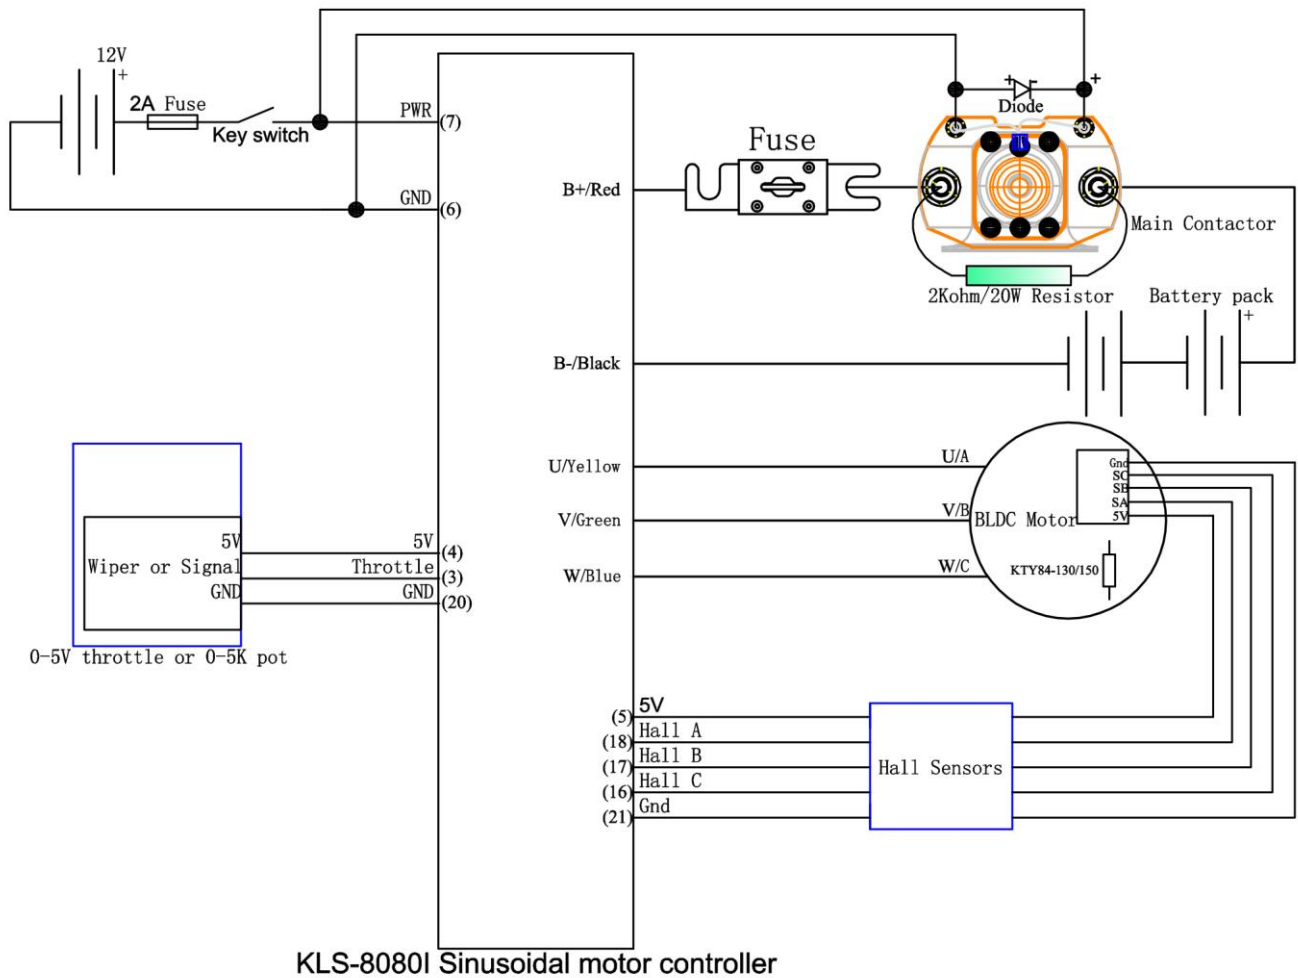 12V
+
2A Fuse
Key switch
PWR
(7)
GND
(6)
+
+
Diode
Fuse
B+/Red
Main Contactor
2Kohm/20W Resistor
Battery pack
+
B-/Black
U/Yellow
U/A
V/Green
V/B
W/Blue
W/C
BLDC Motor
Gnd
SC
SB
SA
5V
KTY84-130/150
5V
5V
(4)
Wiper or Signal
Throttle
(3)
GND
GND
(20)
0-5V throttle or 0-5K pot
(5)
5V
(18)
Hall A
(17)
Hall B
(16)
Hall C
(21)
Gnd
Hall Sensors
KLS-8080I Sinusoidal motor controller